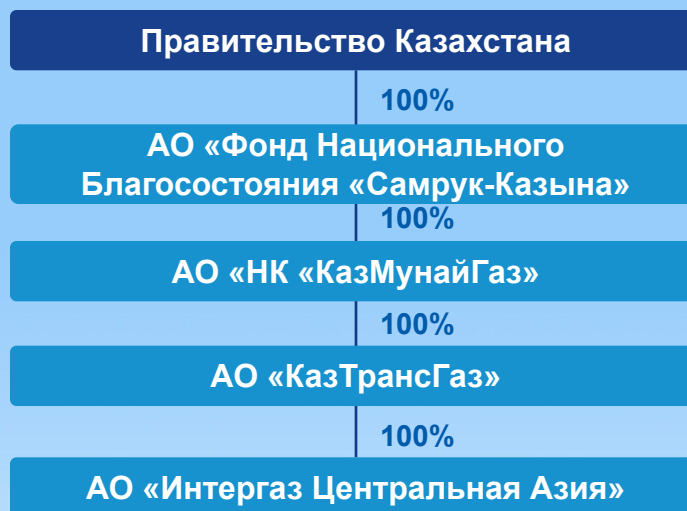 Правительство Казахстана
100%
АО «Фонд Национального
Благосостояния «Самрук-Казына»
100%
АО «НК «КазМунайГаз»
100%
АО «КазТрансГаз»
100%
АО «Интергаз Центральная Азия»